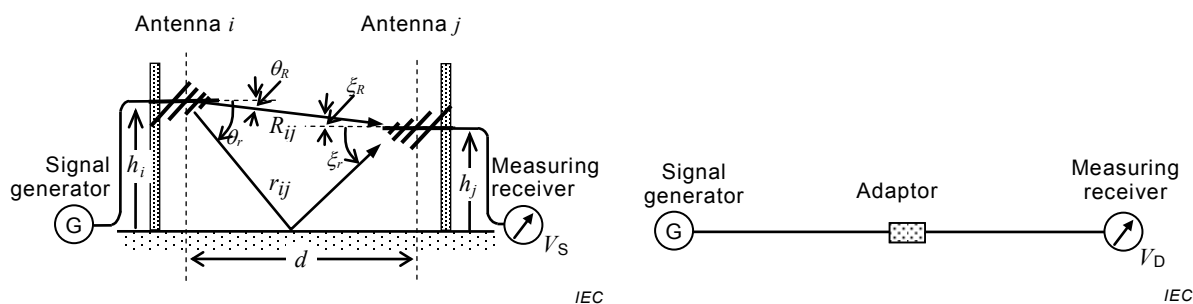 Antenna i
Antenna j
θR
ξR
Rij
θr
ξr
Signal
generator
hi
rij
hj
Measuring
receiver
G
VS
d
IEC
Signal
generator
Adaptor
Measuring
receiver
G
VD
IEC